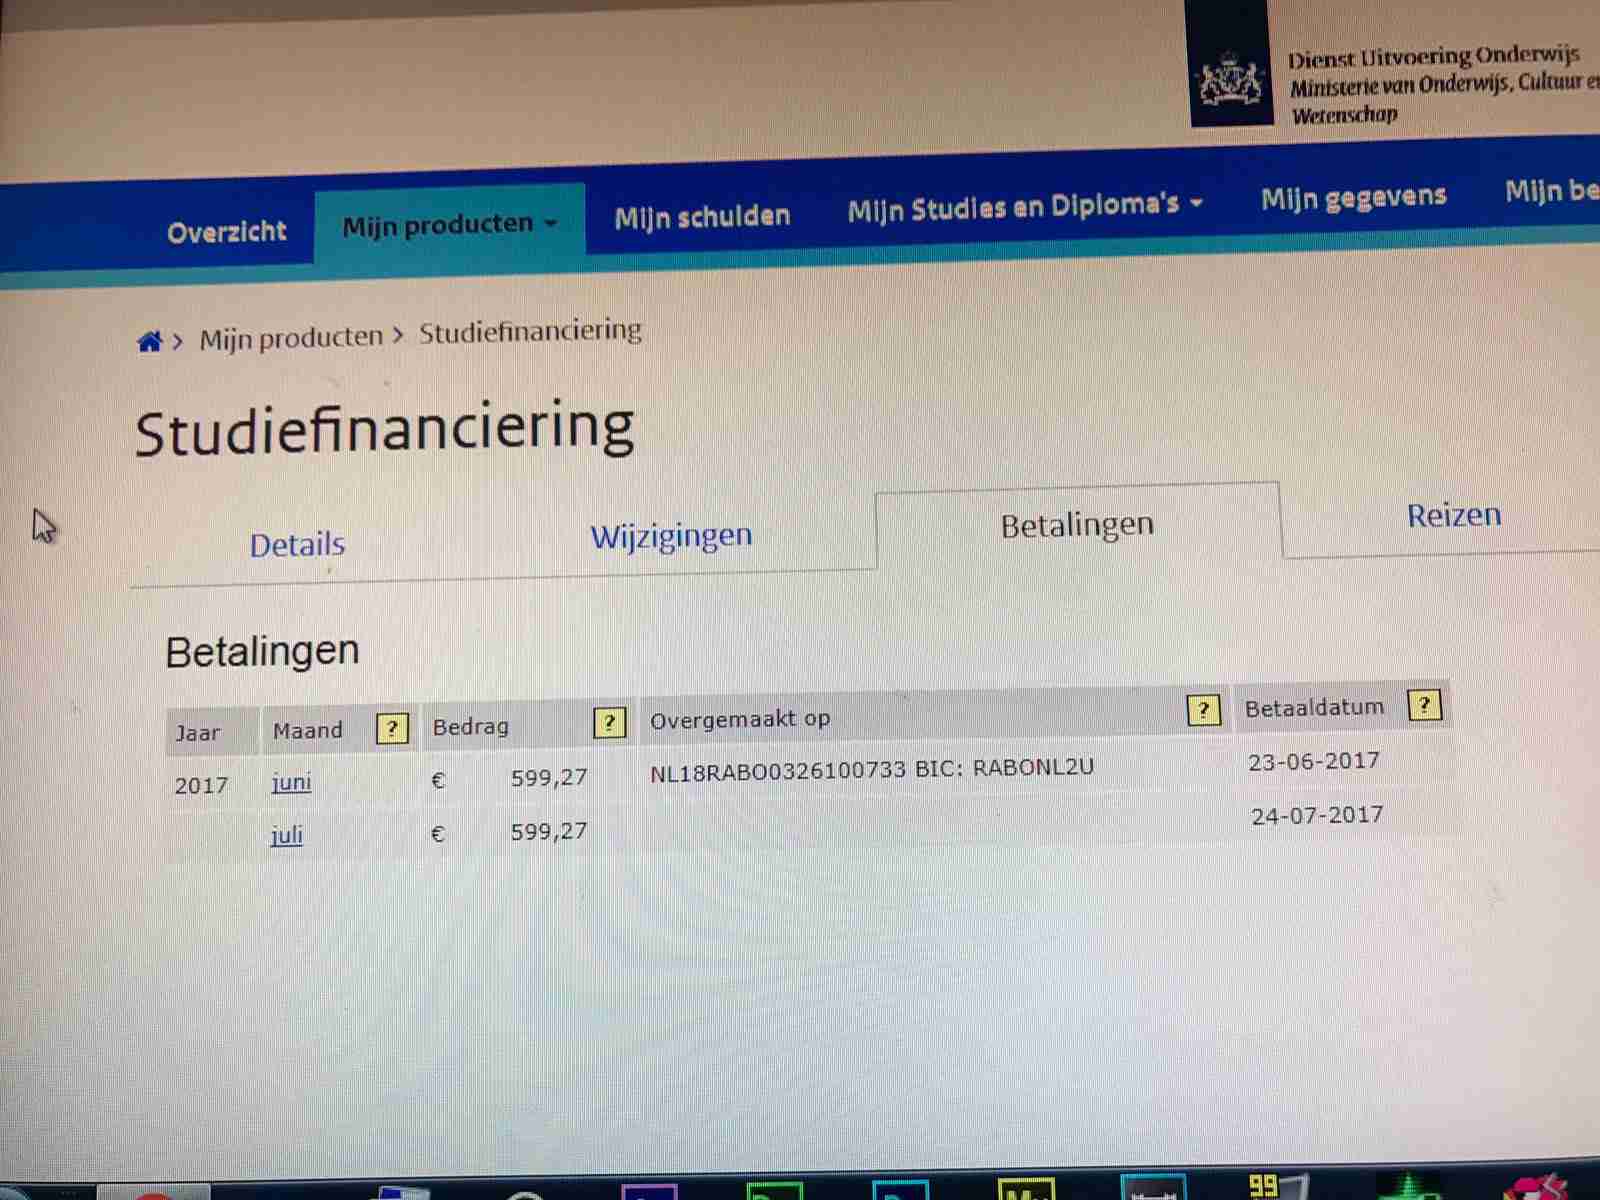 Dienst Uitvoering Onderwijs
Ministerie van Onderwijs, Cultuur en
Wetenschap
Overzicht Mijn producten Mijn schulden Mijn Studies en Diploma's Mijn gegevens Mijn be
> Mijn producten > Studiefinanciering
Studiefinanciering
Details Wijzigingen Betalingen Reizen
Betalingen
Jaar Maand ? Bedrag ? Overgemaakt op ? Betaaldatum ?
2017 juni € 599,27 NL18RABO0326100733 BIC: RABONL2U 23-06-2017
juli € 599,27 24-07-2017
99